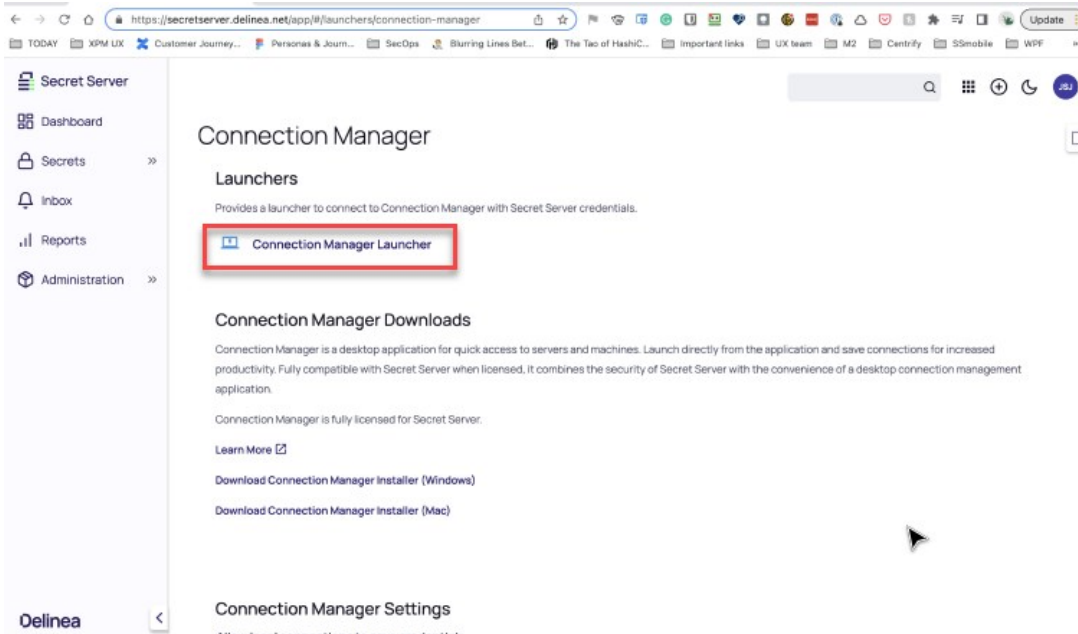 https://secretserver.delinea.net/app/#/launchers/connection-manager
Update
TODAY
XPM UX
Customer Journey...
Personas & Journ...
SecOps
Blurring Lines Bet...
The Tao of HashiC...
Important links
UX team
M2
Centrify
SSmobile
WPF
Secret Server
JSJ
Dashboard
Secrets
Inbox
Reports
Administration
Connection Manager
Launchers
Provides a launcher to connect to Connection Manager with Secret Server credentials.
Connection Manager Launcher
Connection Manager Downloads
Connection Manager is a desktop application for quick access to servers and machines. Launch directly from the application and save connections for increased
productivity. Fully compatible with Secret Server when licensed, it combines the security of Secret Server with the convenience of a desktop connection management
application.
Connection Manager is fully licensed for Secret Server.
Learn More
Download Connection Manager Installer (Windows)
Download Connection Manager Installer (Mac)
Connection Manager Settings
Delinea